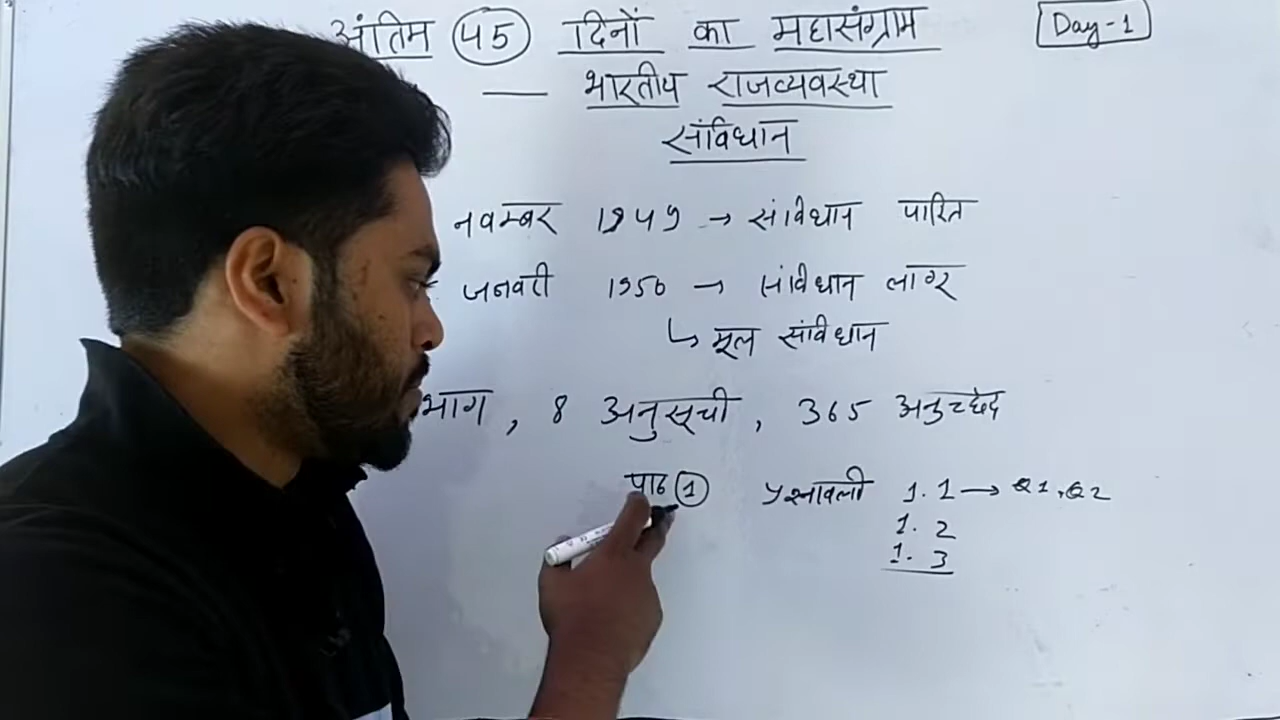 अंतिम 45 दिनों का महासंग्राम
Day-1
भारतीय राजव्यवस्था
संविधान
नवम्बर 1949 → संविधान पारित
जनवरी 1950 → संविधान लागू
↳ मूल संविधान
भाग , 8 अनुसूची , 365 अनुच्छेद
पाठ 1 प्रश्नावली 1.1 → Q1, Q2
1.2
1.3